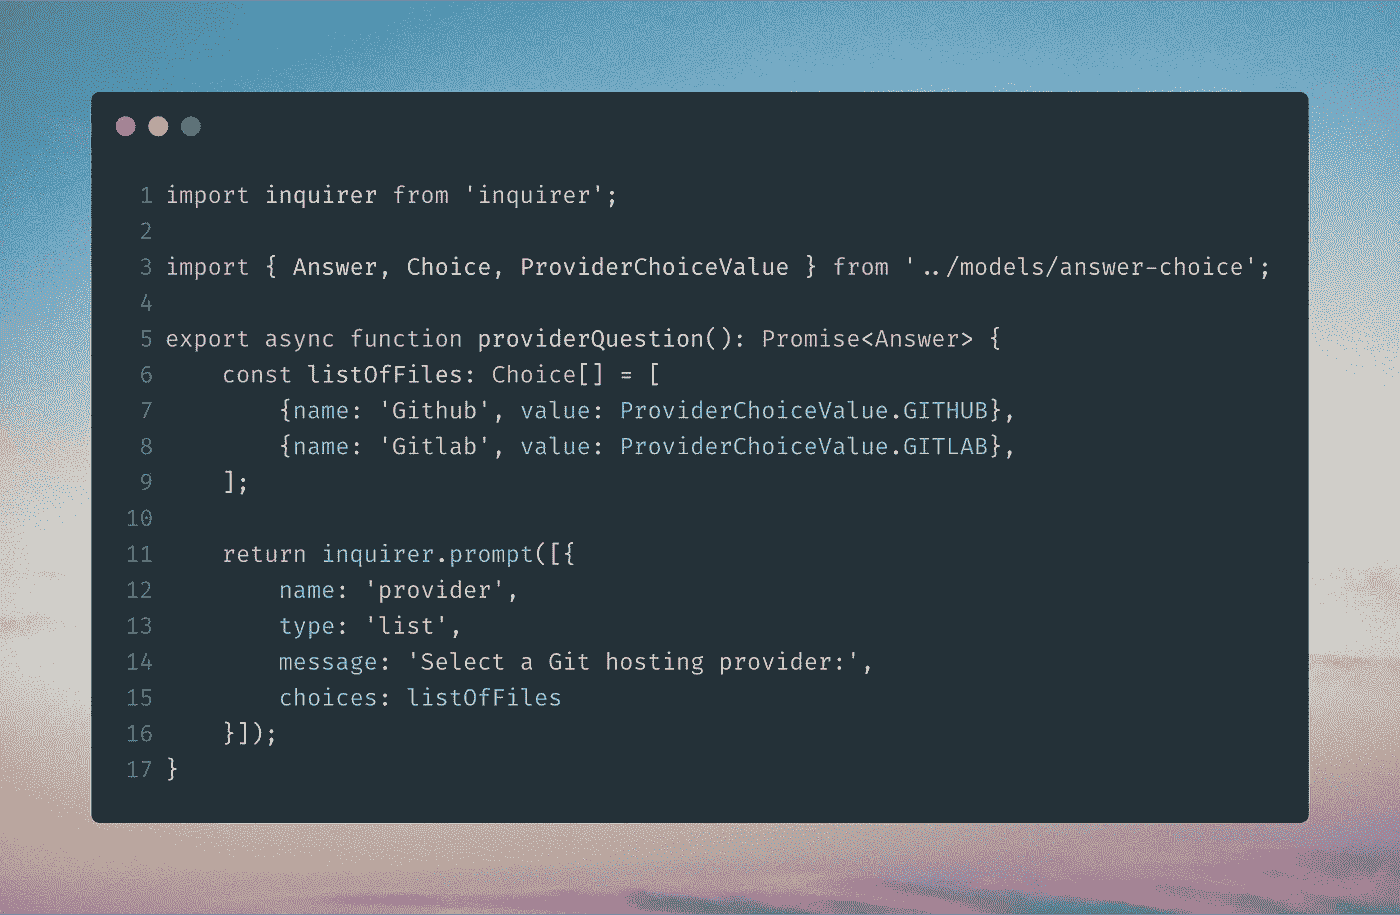 1 import inquirer from 'inquirer';
2
3 import { Answer, Choice, ProviderChoiceValue } from '../models/answer-choice';
4
5 export async function providerQuestion(): Promise<Answer> {
6     const listOfFiles: Choice[] = [
7         {name: 'Github', value: ProviderChoiceValue.GITHUB},
8         {name: 'Gitlab', value: ProviderChoiceValue.GITLAB},
9     ];
10
11     return inquirer.prompt([{
12         name: 'provider',
13         type: 'list',
14         message: 'Select a Git hosting provider:',
15         choices: listOfFiles
16     }]);
17 }